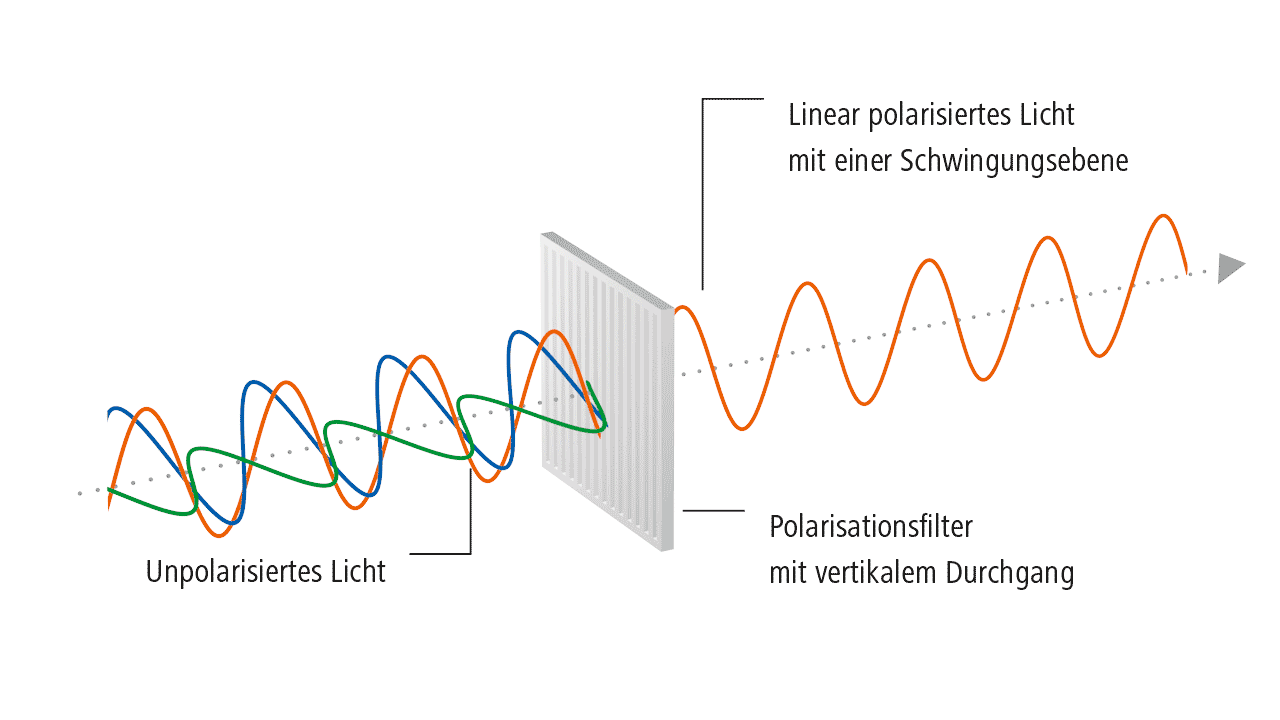 Linear polarisiertes Licht
mit einer Schwingungsebene
Unpolarisiertes Licht
Polarisationsfilter
mit vertikalem Durchgang